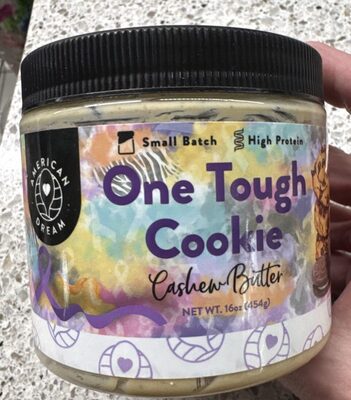 Small Batch
High Protein
AMERICAN
DREAM
One Tough
Cookie
Cashew Butter
NET WT. 16oz (454g)